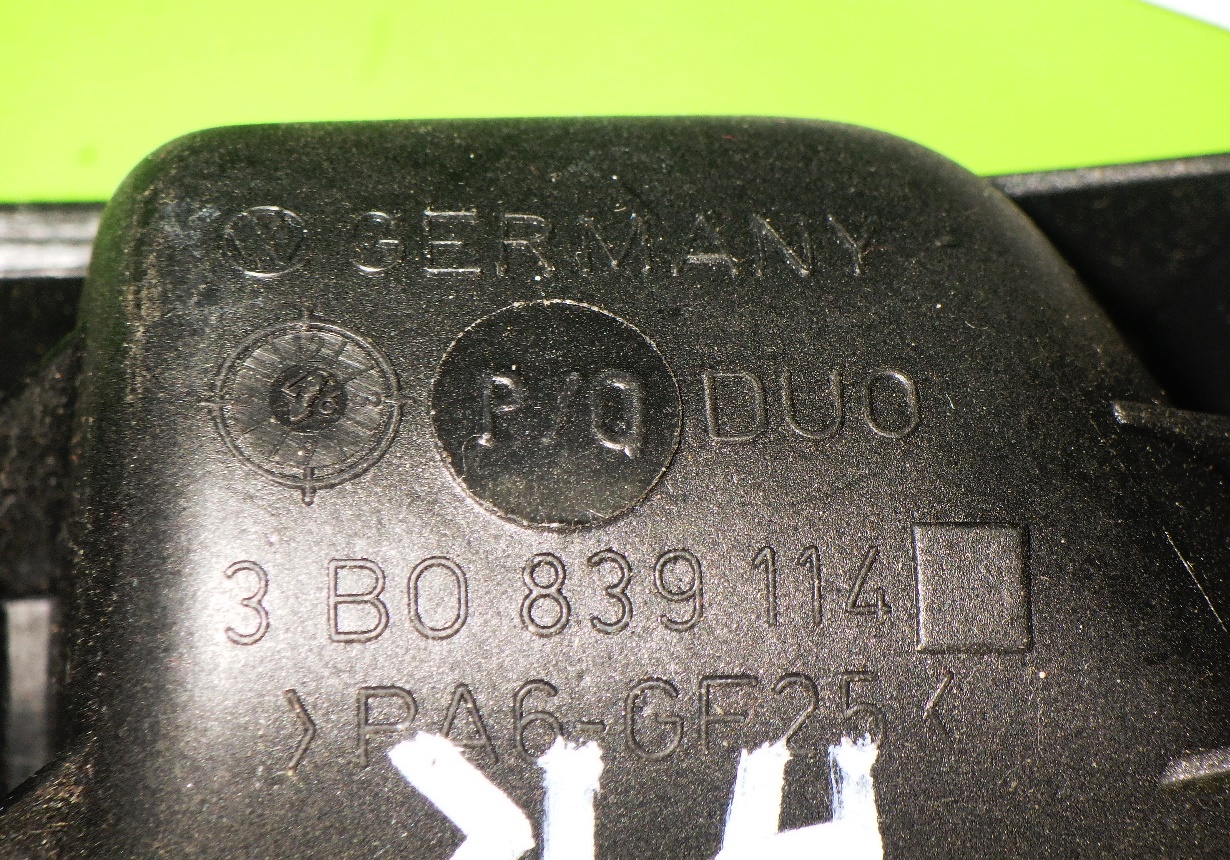 GERMANY
P/Q DUO
3 B0 839 114
>PA6-GF25<